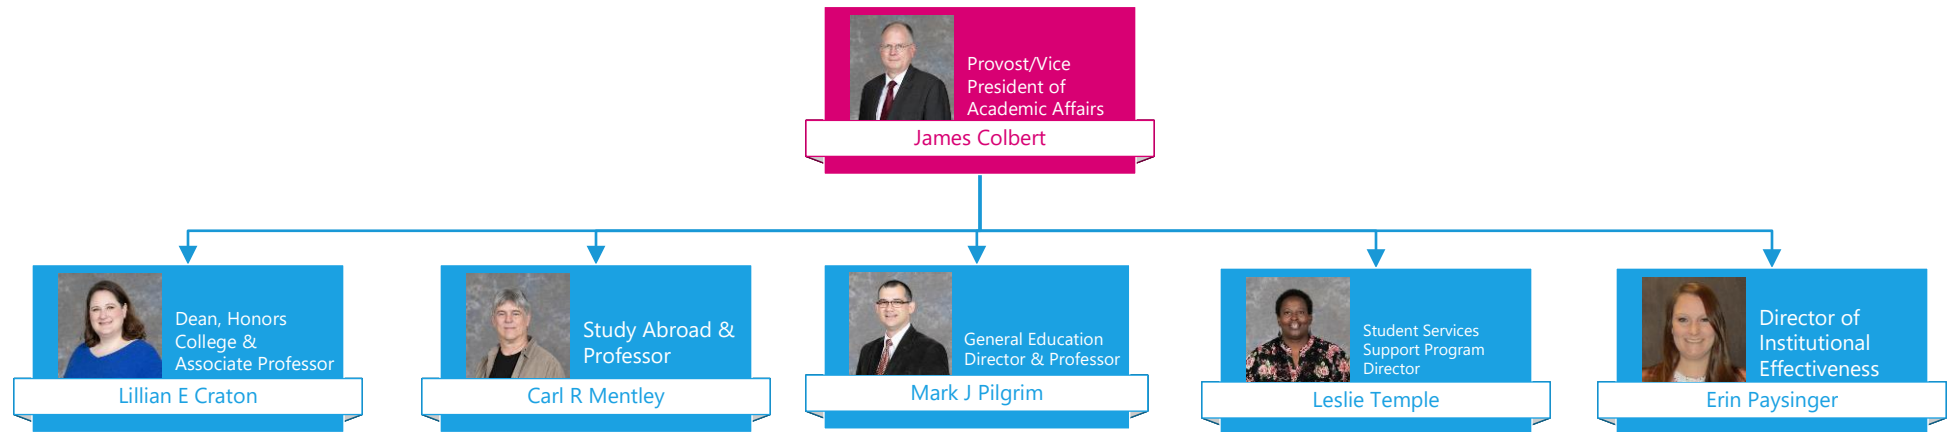 Provost/Vice
President of
Academic Affairs
James Colbert
Dean, Honors
College &
Associate Professor
Lillian E Craton
Study Abroad &
Professor
Carl R Mentley
General Education
Director & Professor
Mark J Pilgrim
Student Services
Support Program
Director
Leslie Temple
Director of
Institutional
Effectiveness
Erin Paysinger